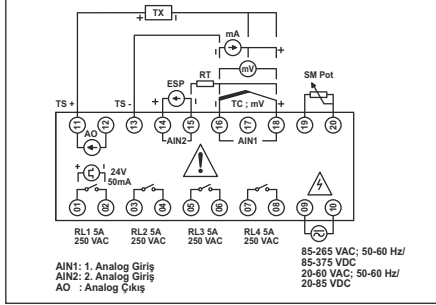 + TX -
mA
- +
mV
RT
ESP
SM Pot
TS +
TS -
+ -
TC ; mV
- +
11 12 13 14 15 16 17 18 19 20
AO
AIN2
AIN1
+ -
24V
50mA
01 02 03 04 05 06 07 08 09 10
RL1 5A
250 VAC
RL2 5A
250 VAC
RL3 5A
250 VAC
RL4 5A
250 VAC
85-265 VAC; 50-60 Hz/
85-375 VDC
20-60 VAC; 50-60 Hz/
20-85 VDC
AIN1: 1. Analog Giriş
AIN2: 2. Analog Giriş
AO : Analog Çıkış